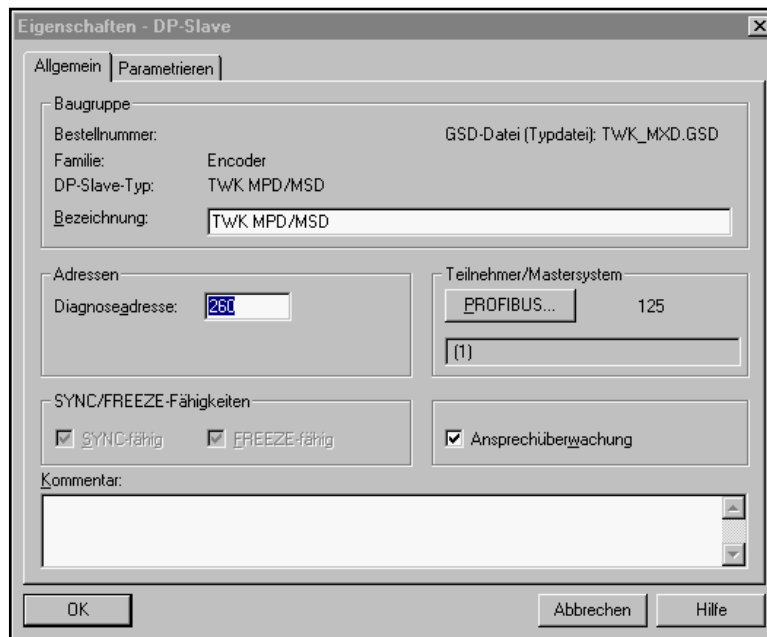 Eigenschaften - DP-Slave
Allgemein Parametrieren
Baugruppe
Bestellnummer: GSD-Datei (Typdatei): TWK_MXD.GSD
Familie: Encoder
DP-Slave-Typ: TWK MPD/MSD
Bezeichnung: TWK MPD/MSD
Adressen Teilnehmer/Mastersystem
Diagnoseadresse: 260 PROFIBUS... 125
(1)
SYNC/FREEZE-Fähigkeiten
SYNC-fähig FREEZE-fähig Ansprechüberwachung
Kommentar:
OK Abbrechen Hilfe